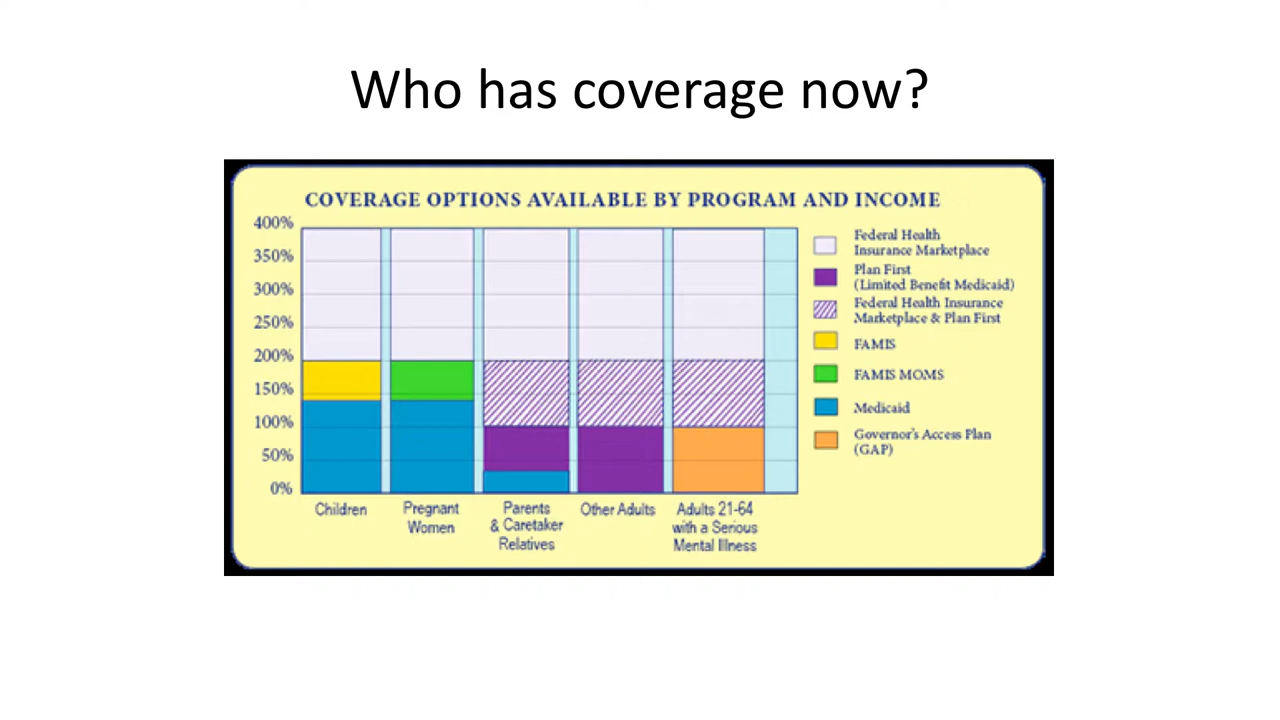 Who has coverage now?
COVERAGE OPTIONS AVAILABLE BY PROGRAM AND INCOME
400%
350%
300%
250%
200%
150%
100%
50%
0%
Children
Pregnant
Women
Parents
& Caretaker
Relatives
Other Adults
Adults 21-64
with a Serious
Mental Illness
Federal Health
Insurance Marketplace
Plan First
(Limited Benefit Medicaid)
Federal Health Insurance
Marketplace & Plan First
FAMIS
FAMIS MOMS
Medicaid
Governor's Access Plan
(GAP)